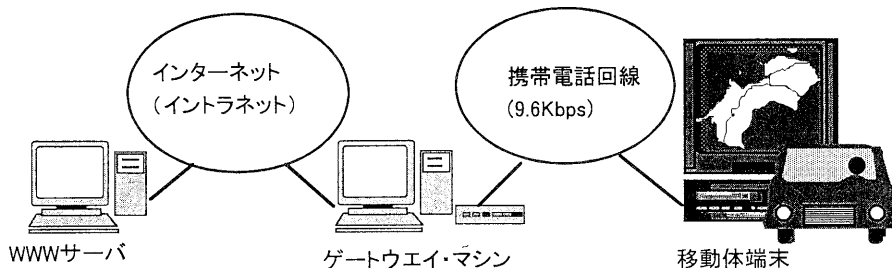 インターネット
(イントラネット)
携帯電話回線
(9.6Kbps)
WWWサーバ
ゲートウエイ・マシン
移動体端末